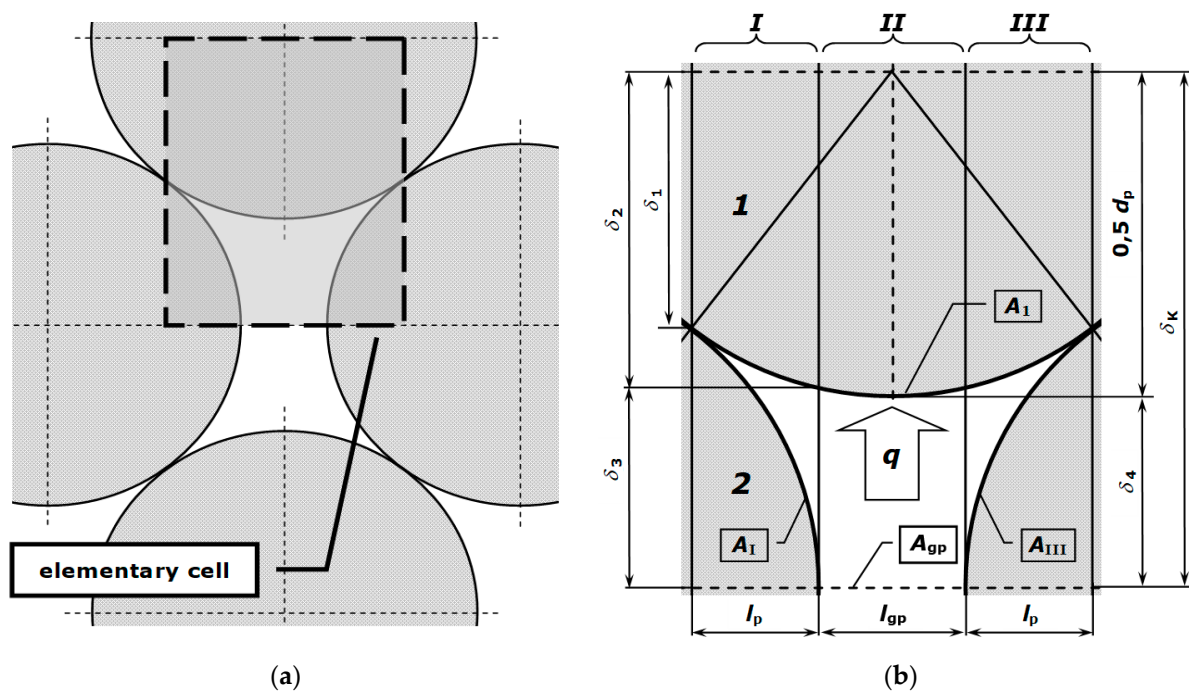 elementary cell
(a)
I II III
δ2
δ1
1
0,5 dp
δK
A1
q
δ3
2
δ4
AI
Agp
AIII
lp lgp lp
(b)